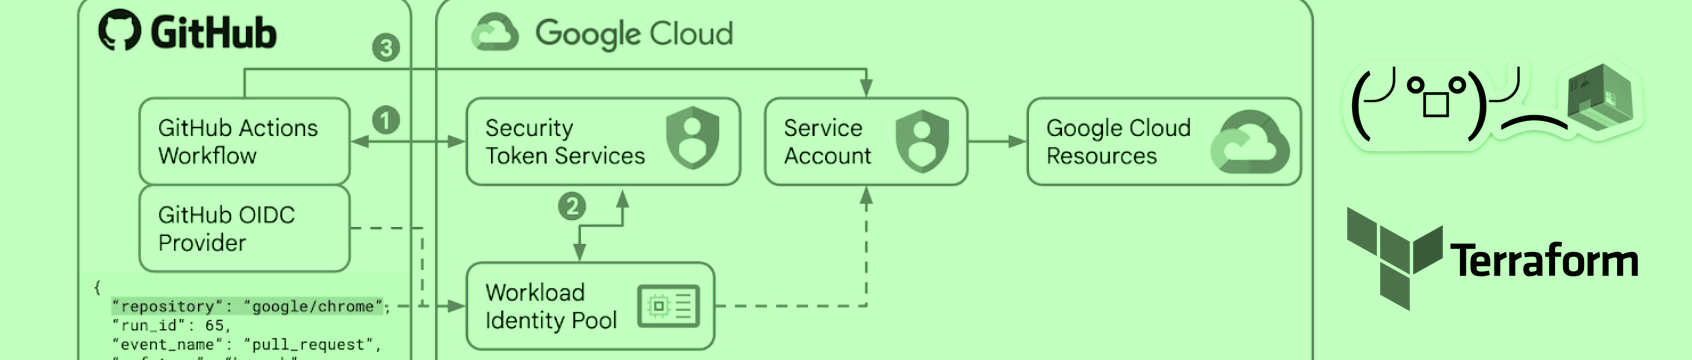 GitHub
Google Cloud
3
GitHub Actions
Workflow
1
Security
Token Services
Service
Account
Google Cloud
Resources
GitHub OIDC
Provider
2
Workload
Identity Pool
{
"repository": "google/chrome",
"run_id": 65,
"event_name": "pull_request",
(╯°□°)╯︵
Terraform